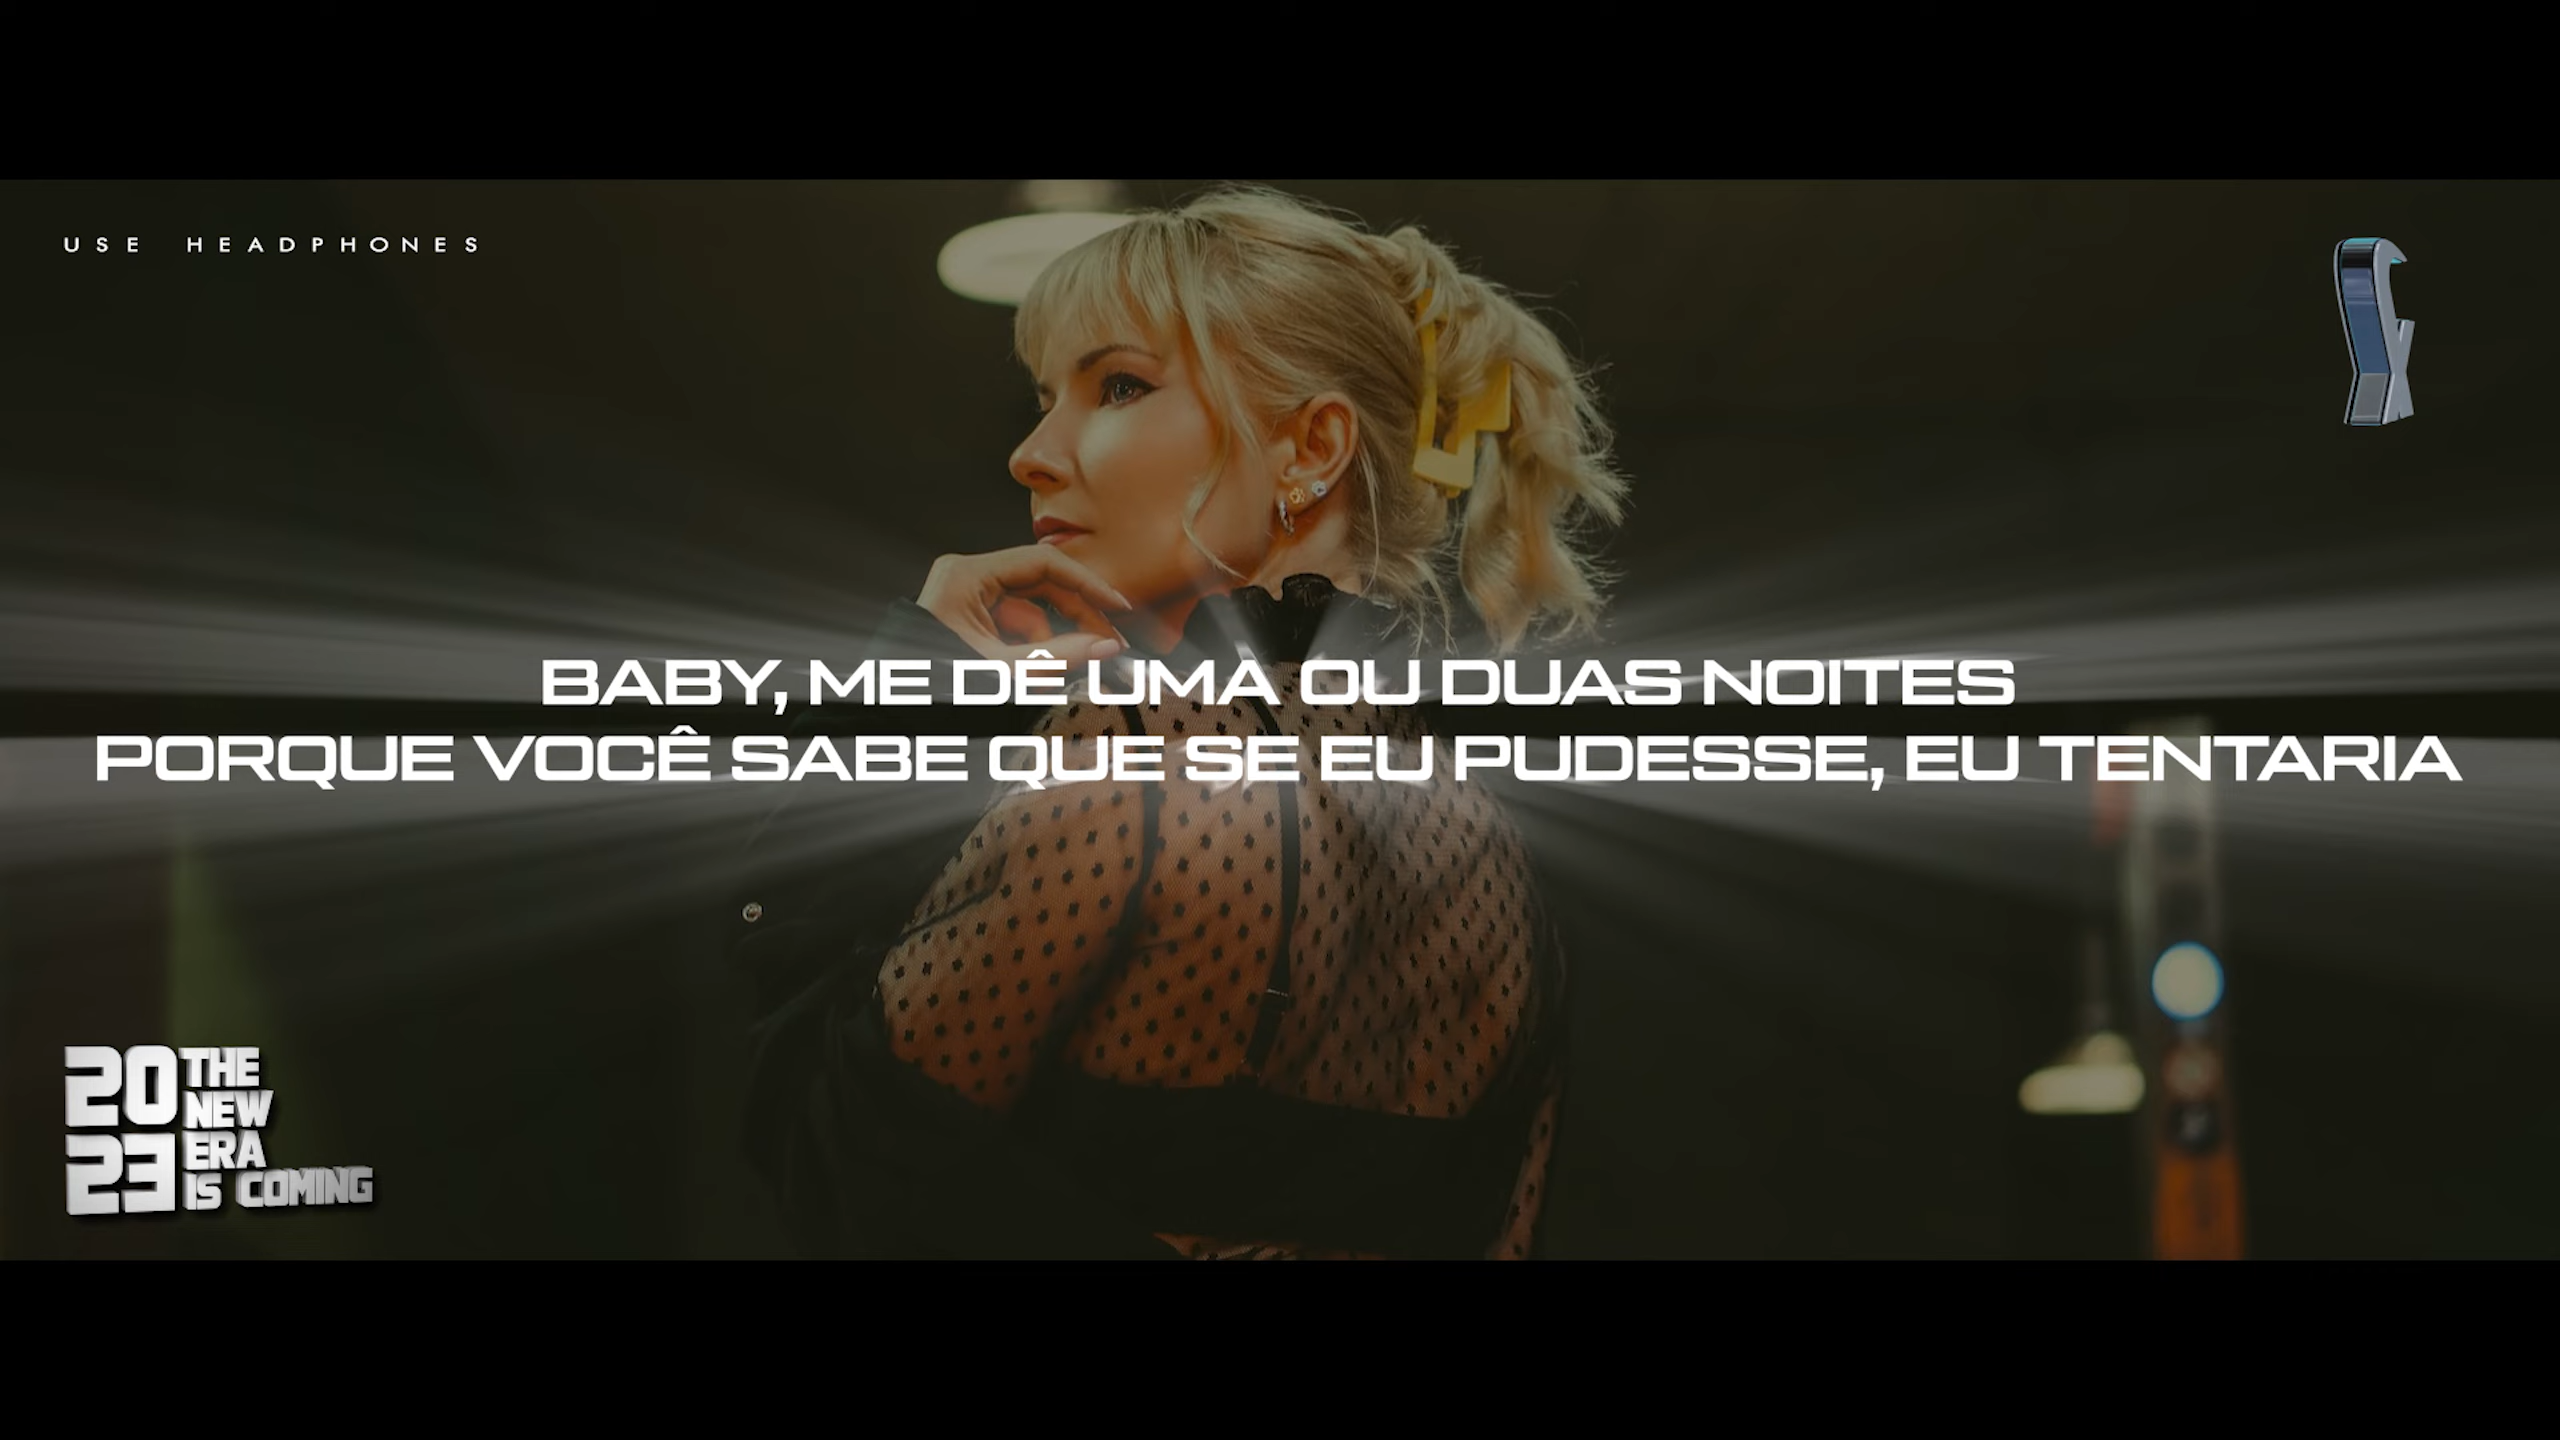 USE HEADPHONES
BABY, ME DÊ UMA OU DUAS NOITES
PORQUE VOCÊ SABE QUE SE EU PUDESSE, EU TENTARIA
20 THE
NEW
23 ERA
IS COMING